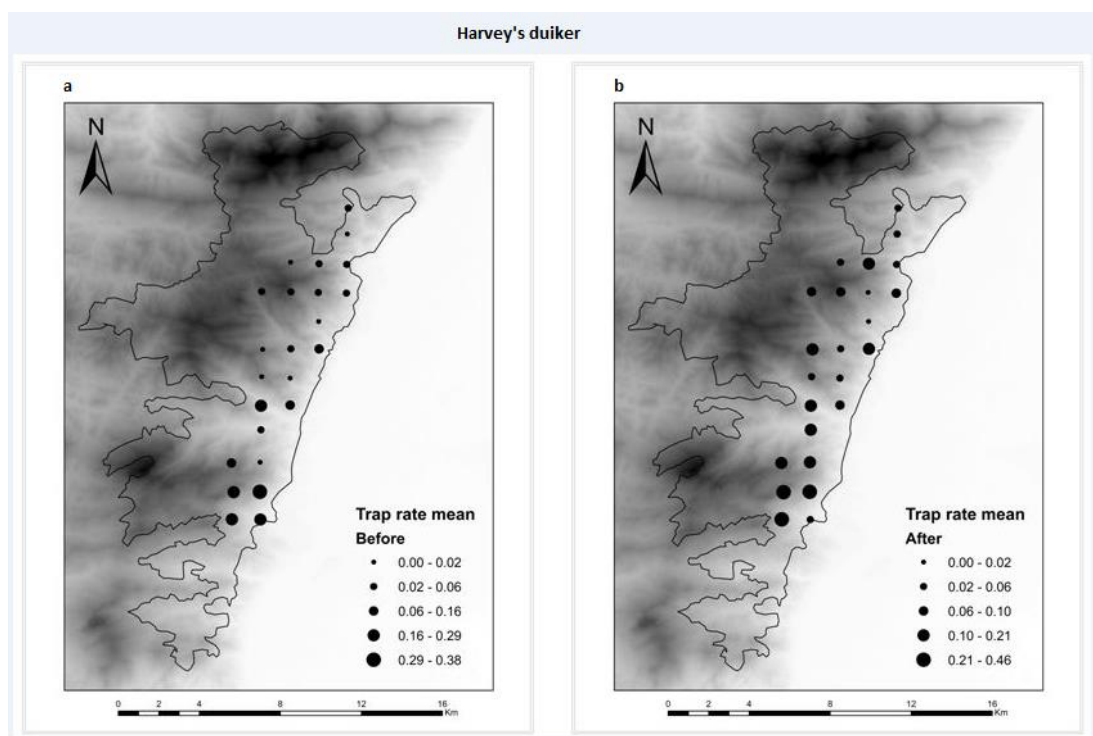 Harvey's duiker
a
N
Trap rate mean
Before
0.00 - 0.02
0.02 - 0.06
0.06 - 0.16
0.16 - 0.29
0.29 - 0.38
0 2 4 8 12 16
Km
b
N
Trap rate mean
After
0.00 - 0.02
0.02 - 0.06
0.06 - 0.10
0.10 - 0.21
0.21 - 0.46
0 2 4 8 12 16
Km